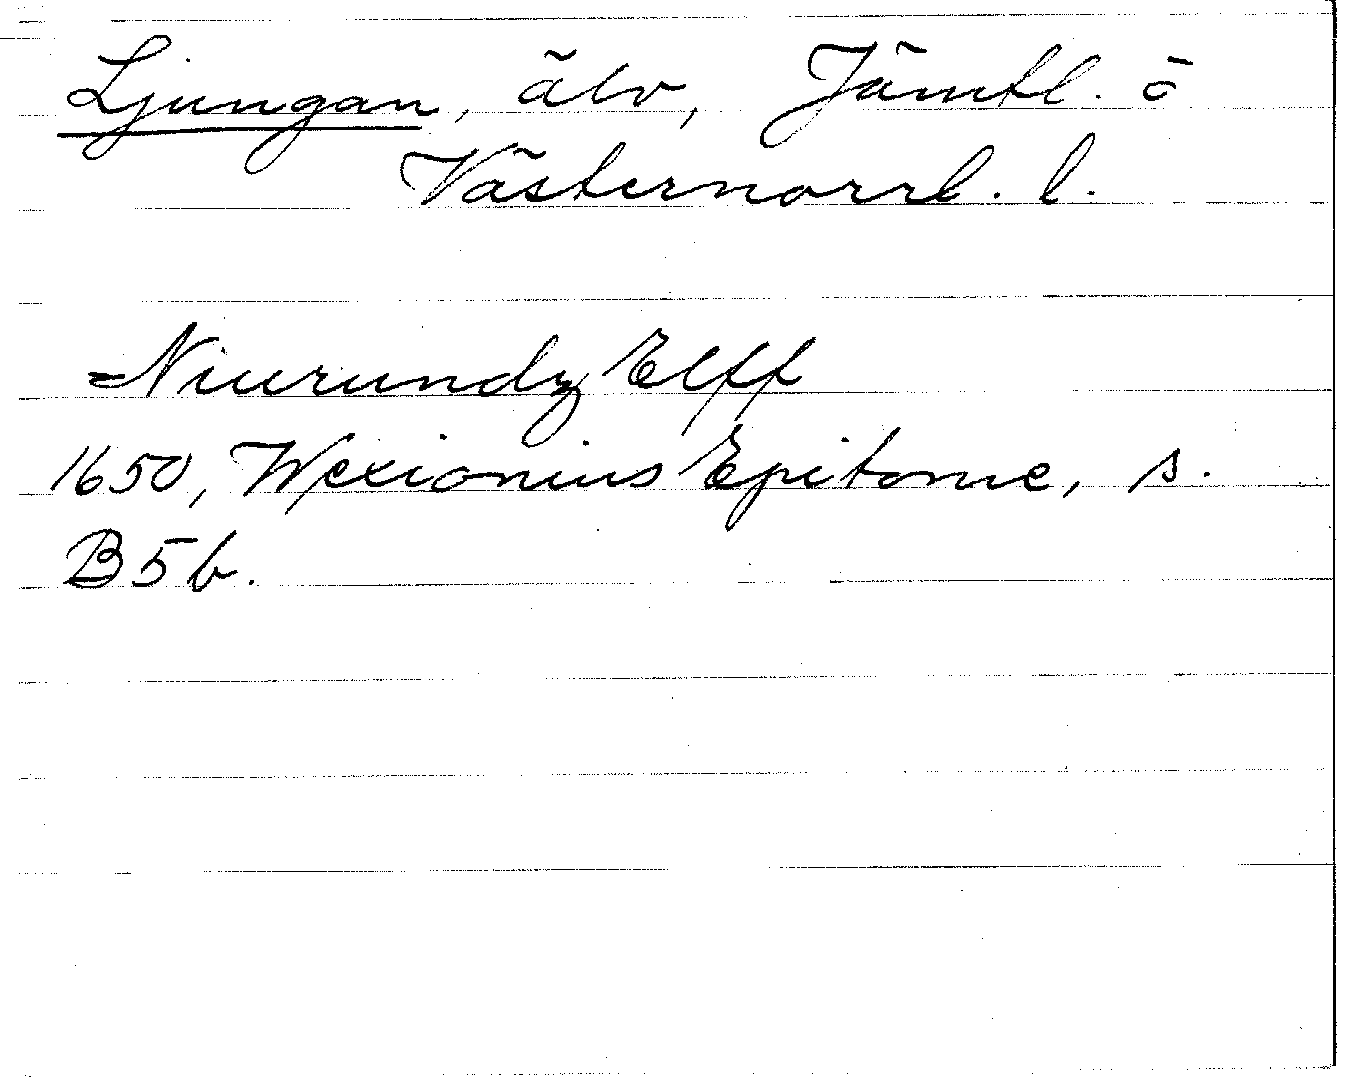 Ljungan, älv, Jämtl. o
Västernorrl. l.
Niurundz Elff
1650, Wexionius Epitome, s.
B5b.